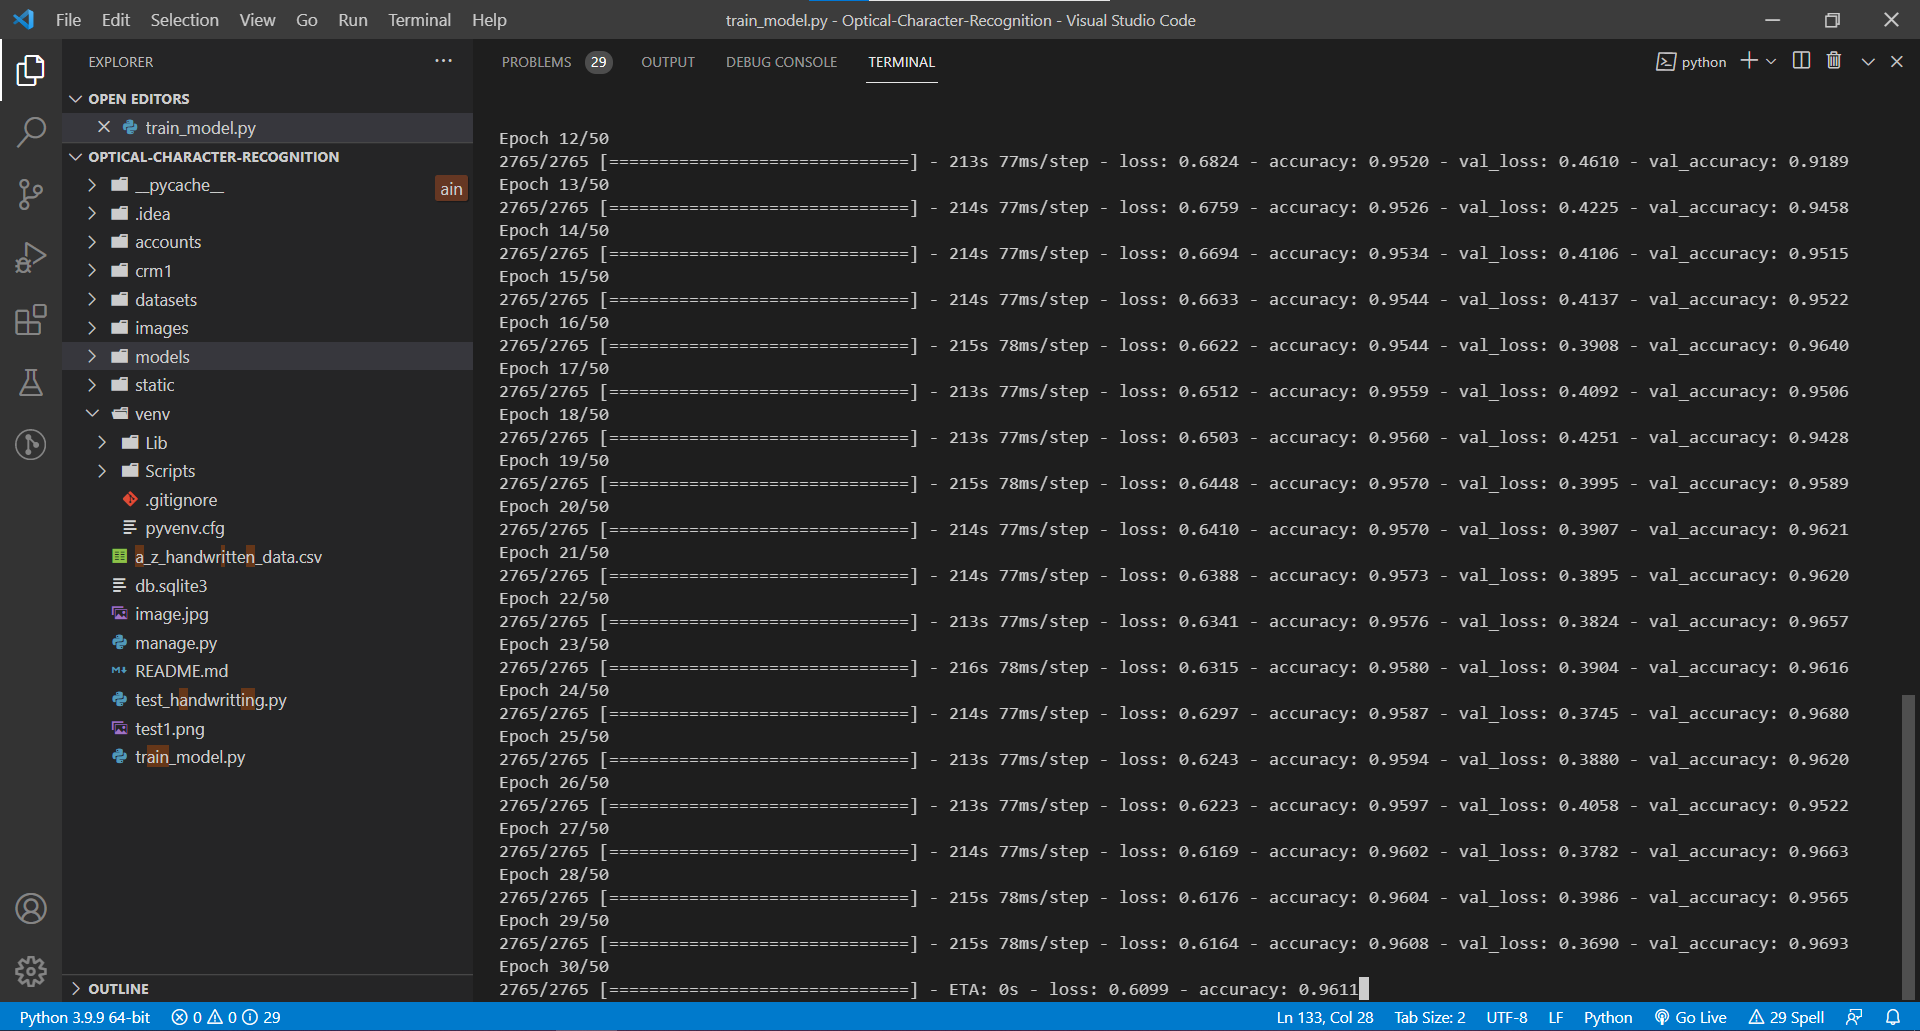 File Edit Selection View Go Run Terminal Help train_model.py - Optical-Character-Recognition - Visual Studio Code
EXPLORER
OPEN EDITORS
train_model.py
OPTICAL-CHARACTER-RECOGNITION
__pycache__
ain
.idea
accounts
crm1
datasets
images
models
static
venv
Lib
Scripts
.gitignore
pyvenv.cfg
a_z_handwritten_data.csv
db.sqlite3
image.jpg
manage.py
README.md
test_handwritting.py
test1.png
train_model.py
OUTLINE
PROBLEMS 29 OUTPUT DEBUG CONSOLE TERMINAL python
Epoch 12/50
2765/2765 [==============================] - 213s 77ms/step - loss: 0.6824 - accuracy: 0.9520 - val_loss: 0.4610 - val_accuracy: 0.9189
Epoch 13/50
2765/2765 [==============================] - 214s 77ms/step - loss: 0.6759 - accuracy: 0.9526 - val_loss: 0.4225 - val_accuracy: 0.9458
Epoch 14/50
2765/2765 [==============================] - 214s 77ms/step - loss: 0.6694 - accuracy: 0.9534 - val_loss: 0.4106 - val_accuracy: 0.9515
Epoch 15/50
2765/2765 [==============================] - 214s 77ms/step - loss: 0.6633 - accuracy: 0.9544 - val_loss: 0.4137 - val_accuracy: 0.9522
Epoch 16/50
2765/2765 [==============================] - 215s 78ms/step - loss: 0.6622 - accuracy: 0.9544 - val_loss: 0.3908 - val_accuracy: 0.9640
Epoch 17/50
2765/2765 [==============================] - 213s 77ms/step - loss: 0.6512 - accuracy: 0.9559 - val_loss: 0.4092 - val_accuracy: 0.9506
Epoch 18/50
2765/2765 [==============================] - 213s 77ms/step - loss: 0.6503 - accuracy: 0.9560 - val_loss: 0.4251 - val_accuracy: 0.9428
Epoch 19/50
2765/2765 [==============================] - 215s 78ms/step - loss: 0.6448 - accuracy: 0.9570 - val_loss: 0.3995 - val_accuracy: 0.9589
Epoch 20/50
2765/2765 [==============================] - 214s 77ms/step - loss: 0.6410 - accuracy: 0.9570 - val_loss: 0.3907 - val_accuracy: 0.9621
Epoch 21/50
2765/2765 [==============================] - 214s 77ms/step - loss: 0.6388 - accuracy: 0.9573 - val_loss: 0.3895 - val_accuracy: 0.9620
Epoch 22/50
2765/2765 [==============================] - 213s 77ms/step - loss: 0.6341 - accuracy: 0.9576 - val_loss: 0.3824 - val_accuracy: 0.9657
Epoch 23/50
2765/2765 [==============================] - 216s 78ms/step - loss: 0.6315 - accuracy: 0.9580 - val_loss: 0.3904 - val_accuracy: 0.9616
Epoch 24/50
2765/2765 [==============================] - 214s 77ms/step - loss: 0.6297 - accuracy: 0.9587 - val_loss: 0.3745 - val_accuracy: 0.9680
Epoch 25/50
2765/2765 [==============================] - 213s 77ms/step - loss: 0.6243 - accuracy: 0.9594 - val_loss: 0.3880 - val_accuracy: 0.9620
Epoch 26/50
2765/2765 [==============================] - 213s 77ms/step - loss: 0.6223 - accuracy: 0.9597 - val_loss: 0.4058 - val_accuracy: 0.9522
Epoch 27/50
2765/2765 [==============================] - 214s 77ms/step - loss: 0.6169 - accuracy: 0.9602 - val_loss: 0.3782 - val_accuracy: 0.9663
Epoch 28/50
2765/2765 [==============================] - 215s 78ms/step - loss: 0.6176 - accuracy: 0.9604 - val_loss: 0.3986 - val_accuracy: 0.9565
Epoch 29/50
2765/2765 [==============================] - 215s 78ms/step - loss: 0.6164 - accuracy: 0.9608 - val_loss: 0.3690 - val_accuracy: 0.9693
Epoch 30/50
2765/2765 [==============================] - ETA: 0s - loss: 0.6099 - accuracy: 0.9611
Python 3.9.9 64-bit 0 0 29 Ln 133, Col 28 Tab Size: 2 UTF-8 LF Python Go Live 29 Spell